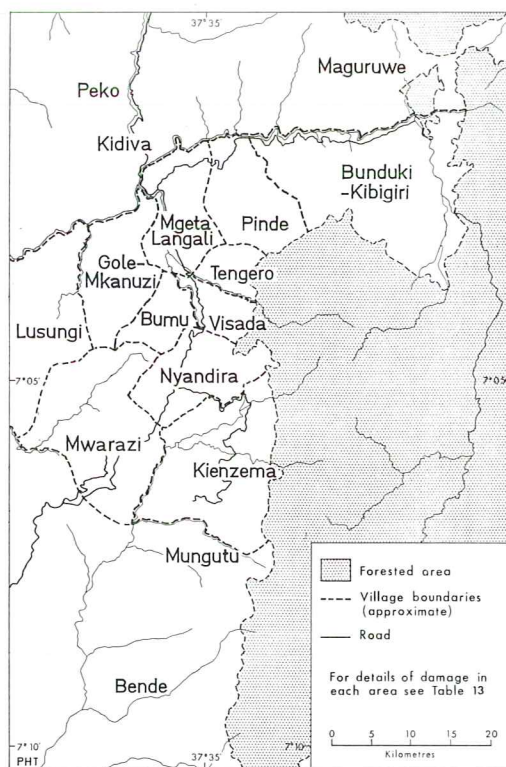 37°35'
Maguruwe
Peko
Kidiva
Bunduki
-Kibigiri
Mgeta
Langali
Pinde
Gole-
Mkanuzi
Tengero
Lusungi
Bumu
Visada
7°05'
7°05'
Nyandira
Mwarazi
Kienzema
Mungutu
Bende
Forested area
Village boundaries
(approximate)
Road
For details of damage in
each area see Table 13
0 5 10 15 20
Kilometres
7°10'
PHT
37°35'
7°10'